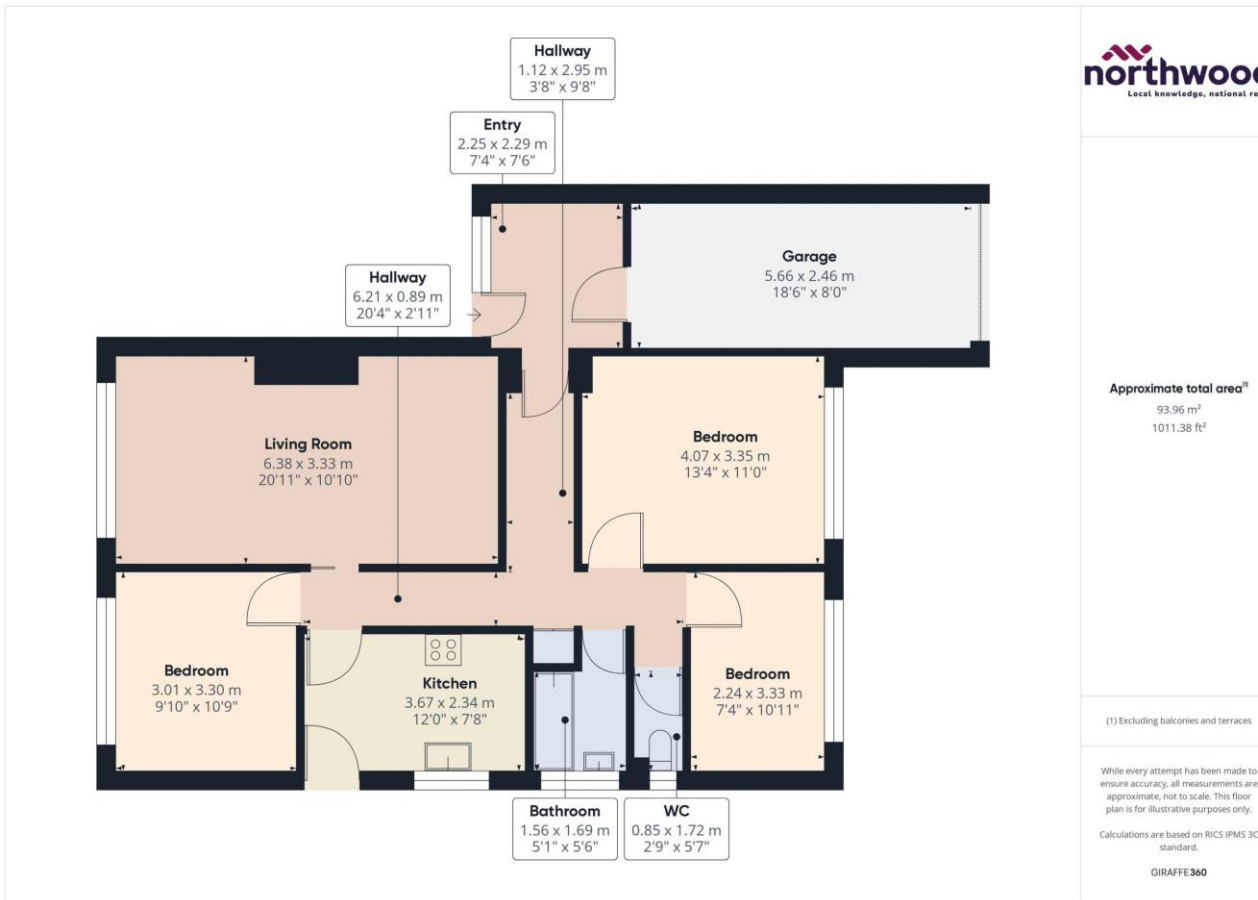 Hallway
1.12 x 2.95 m
3'8" x 9'8"
Entry
2.25 x 2.29 m
7'4" x 7'6"
Hallway
6.21 x 0.89 m
20'4" x 2'11"
Garage
5.66 x 2.46 m
18'6" x 8'0"
Living Room
6.38 x 3.33 m
20'11" x 10'10"
Bedroom
4.07 x 3.35 m
13'4" x 11'0"
Bedroom
3.01 x 3.30 m
9'10" x 10'9"
Kitchen
3.67 x 2.34 m
12'0" x 7'8"
Bedroom
2.24 x 3.33 m
7'4" x 10'11"
Bathroom
1.56 x 1.69 m
5'1" x 5'6"
WC
0.85 x 1.72 m
2'9" x 5'7"
northwood
Local knowledge, national re
Approximate total area(1)
93.96 m²
1011.38 ft²
(1) Excluding balconies and terraces
While every attempt has been made to
ensure accuracy, all measurements are
approximate, not to scale. This floor
plan is for illustrative purposes only.
Calculations are based on RICS IPMS 3C
standard.
GIRAFFE360